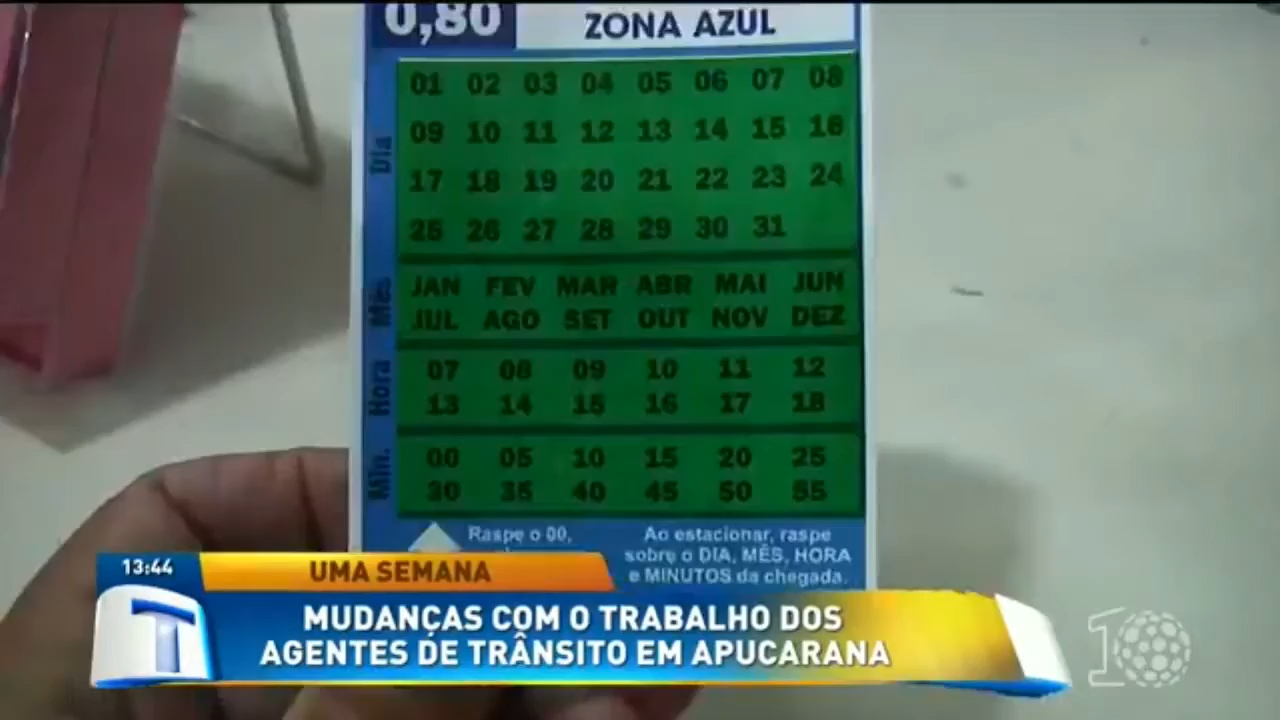 0,80 ZONA AZUL
Dia
01 02 03 04 05 06 07 08
09 10 11 12 13 14 15 16
17 18 19 20 21 22 23 24
25 26 27 28 29 30 31
Mês
JAN FEV MAR ABR MAI JUN
JUL AGO SET OUT NOV DEZ
Hora
07 08 09 10 11 12
13 14 15 16 17 18
Min.
00 05 10 15 20 25
30 35 40 45 50 55
Raspe o 00,
Ao estacionar, raspe
sobre o DIA, MÊS, HORA
e MINUTOS da chegada.
13:44 UMA SEMANA
T
MUDANÇAS COM O TRABALHO DOS
AGENTES DE TRÂNSITO EM APUCARANA
10